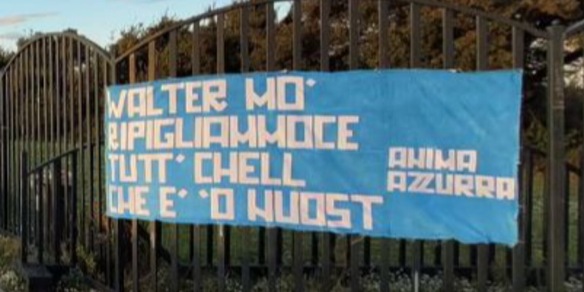 WALTER MO'
RIPIGLIAMMOCE
TUTT' CHELL
CHE E' 'O NUOST
ANIMA
AZZURRA